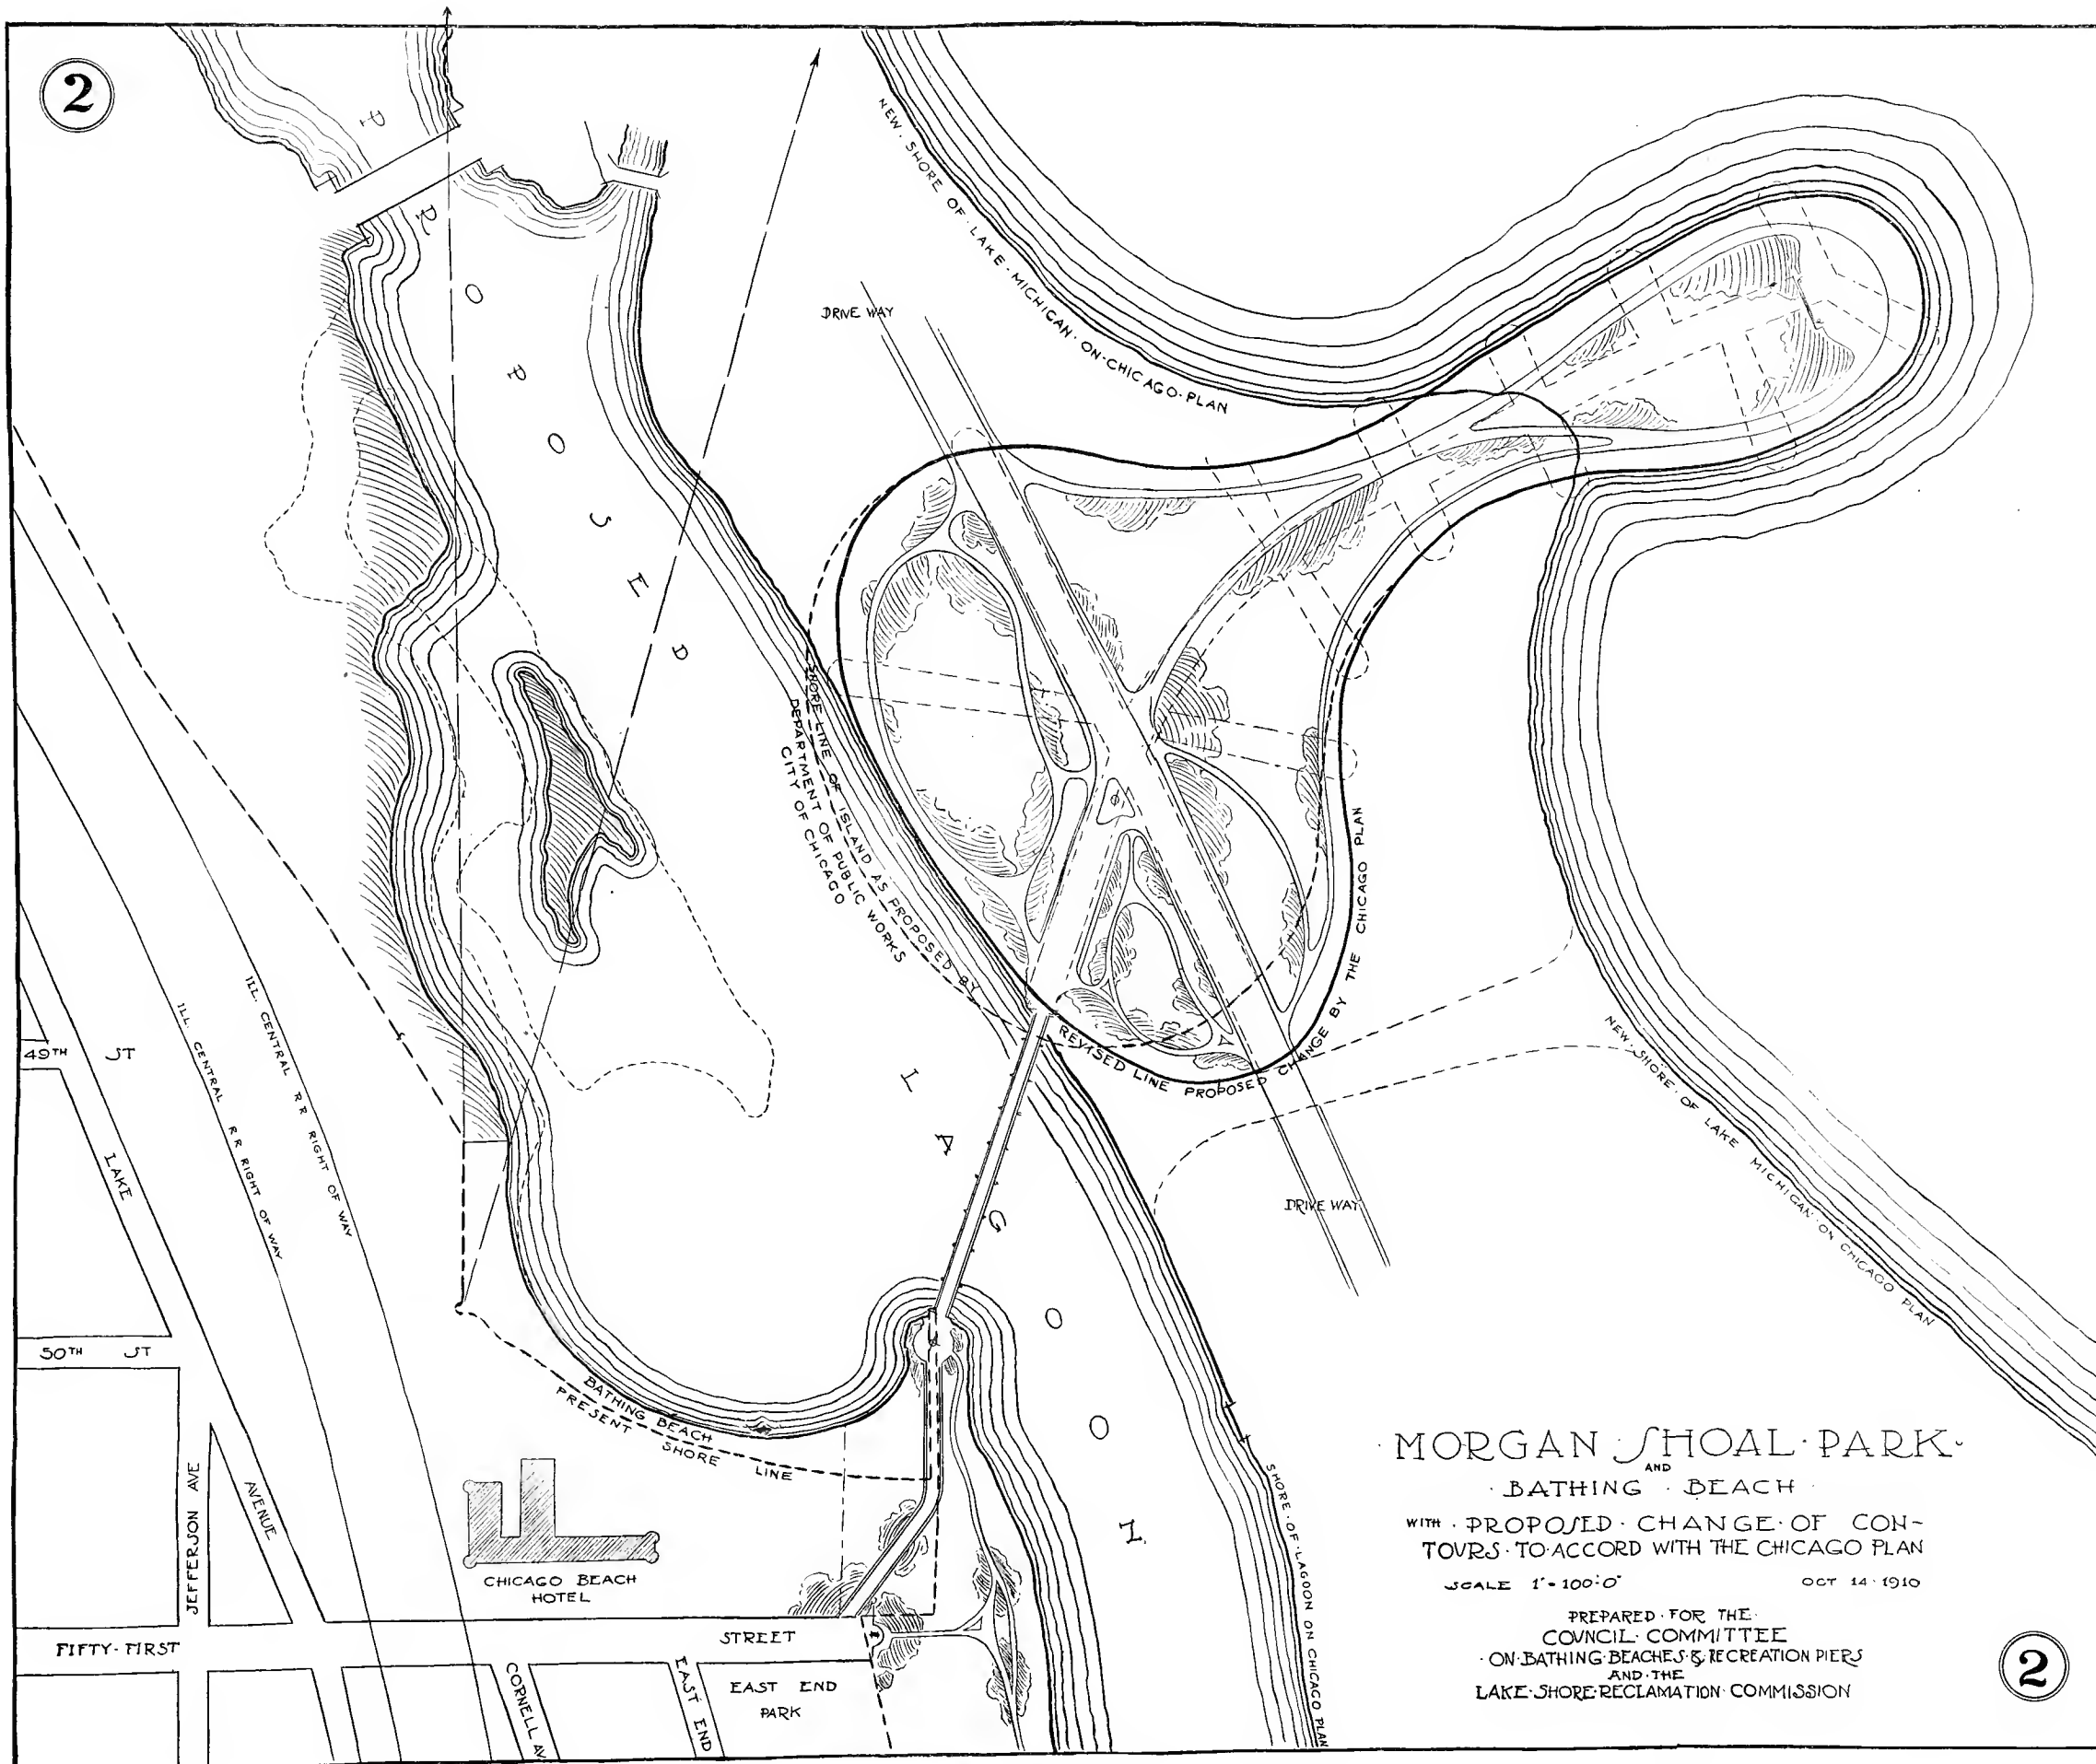 2
PROPOSED
LAGOON
NEW · SHORE · OF · LAKE · MICHIGAN · ON · CHICAGO · PLAN
DRIVE WAY
SHORE LINE OF ISLAND AS PROPOSED BY
DEPARTMENT OF PUBLIC WORKS
CITY OF CHICAGO
REVISED LINE PROPOSED CHANGE BY THE CHICAGO PLAN
NEW · SHORE · OF LAKE MICHIGAN · ON CHICAGO PLAN
DRIVE WAY
49TH ST
ILL. CENTRAL R R RIGHT OF WAY
ILL. CENTRAL R R RIGHT OF WAY
LAKE
AVENUE
50TH ST
JEFFERSON AVE
BATHING BEACH
PRESENT SHORE LINE
CHICAGO BEACH
HOTEL
FIFTY-FIRST
STREET
CORNELL AV
EAST END
EAST END
PARK
SHORE · OF · LAGOON ON CHICAGO PLAN
· MORGAN SHOAL · PARK ·
AND
· BATHING · BEACH ·
WITH · PROPOSED · CHANGE · OF CON-
TOURS · TO · ACCORD WITH THE CHICAGO PLAN
SCALE 1" = 100'·0"
OCT 14 · 1910
PREPARED · FOR THE ·
COUNCIL · COMMITTEE
· ON · BATHING · BEACHES · & · RECREATION PIERS
AND · THE
LAKE · SHORE · RECLAMATION · COMMISSION
2